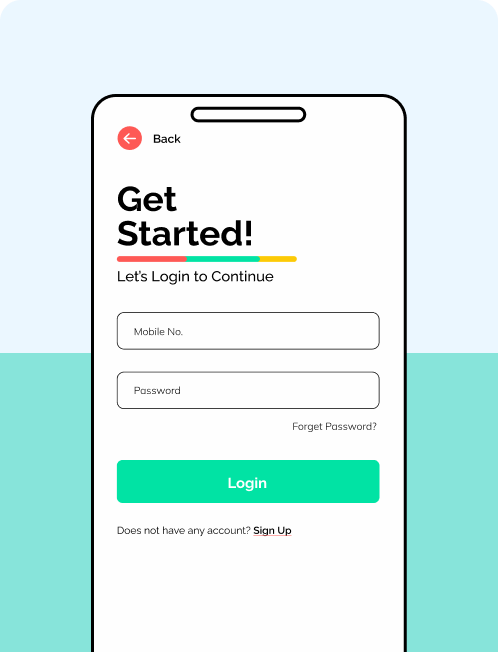 Back
Get
Started!
Let's Login to Continue
Mobile No.
Password
Forget Password?
Login
Does not have any account? Sign Up